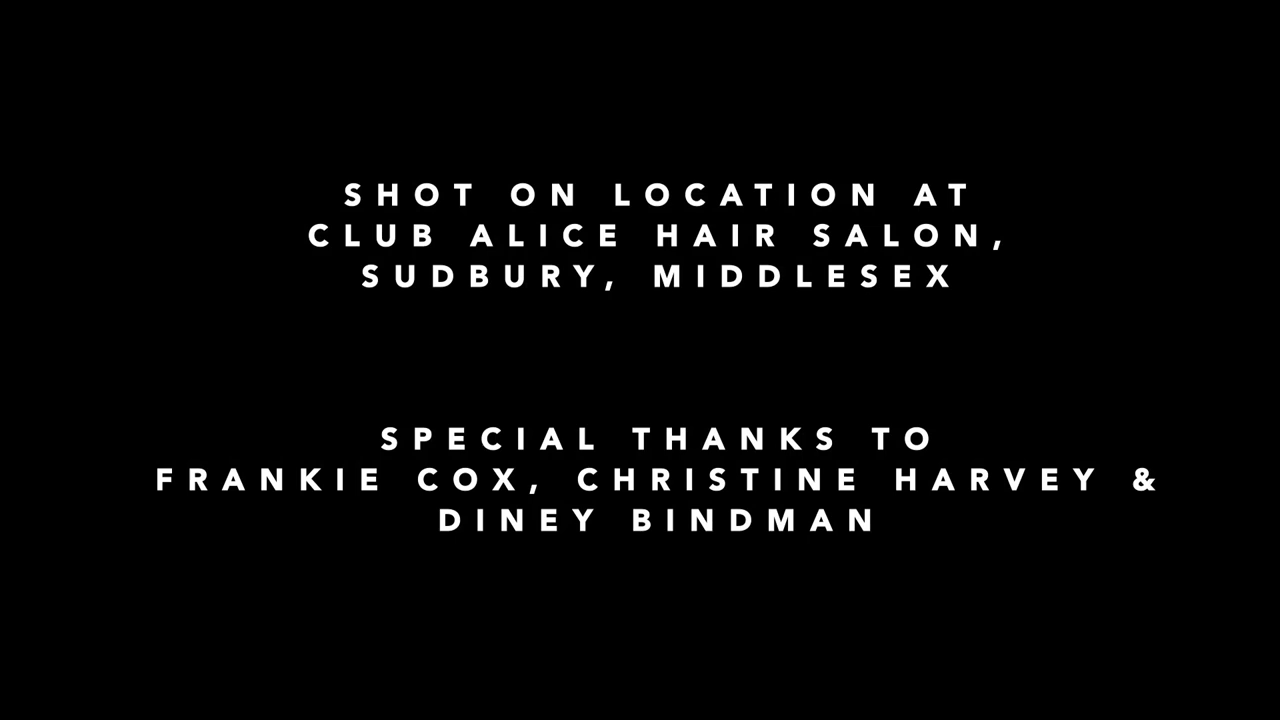 SHOT ON LOCATION AT
CLUB ALICE HAIR SALON,
SUDBURY, MIDDLESEX
SPECIAL THANKS TO
FRANKIE COX, CHRISTINE HARVEY &
DINEY BINDMAN